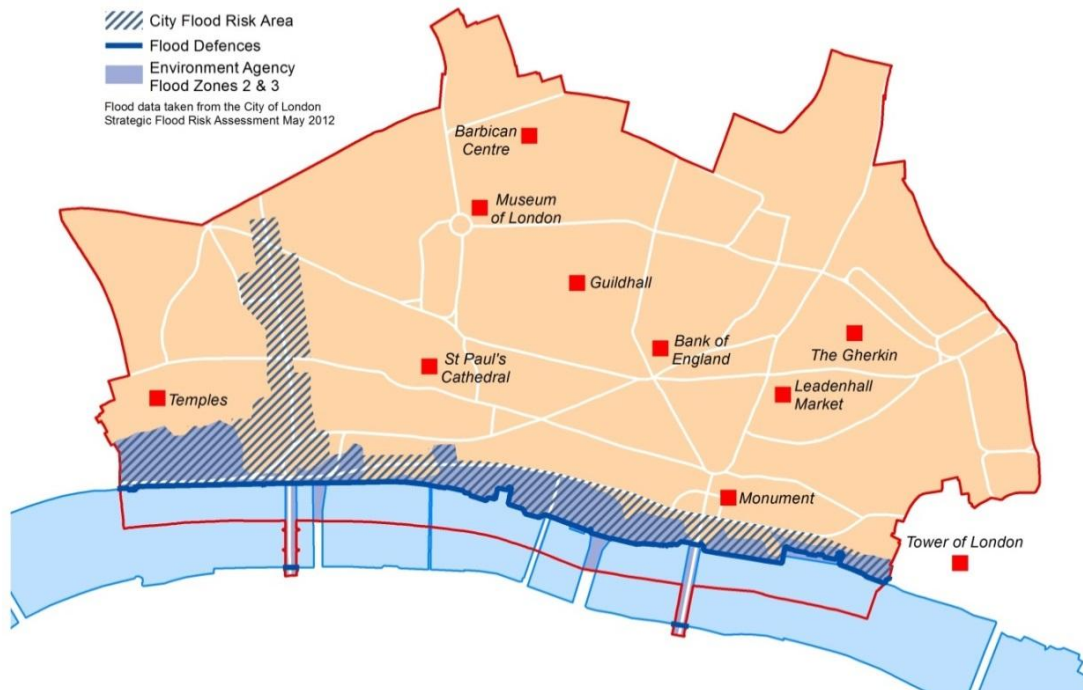 City Flood Risk Area
Flood Defences
Environment Agency
Flood Zones 2 & 3
Flood data taken from the City of London
Strategic Flood Risk Assessment May 2012
Barbican
Centre
Museum
of London
Guildhall
Bank of
England
The Gherkin
St Paul's
Cathedral
Leadenhall
Market
Temples
Monument
Tower of London